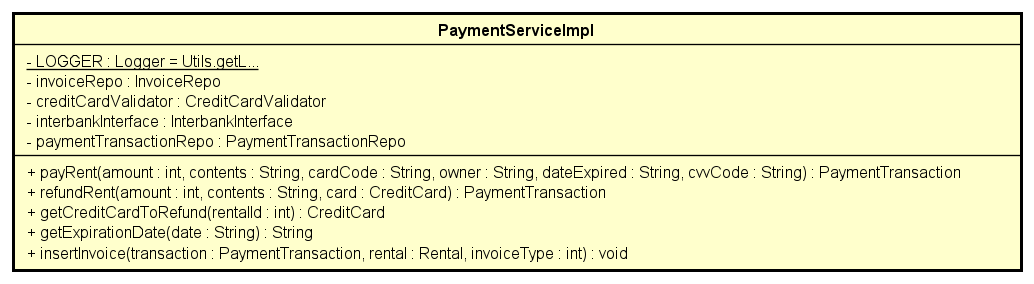 PaymentServiceImpl
- LOGGER : Logger = Utils.getL...
- invoiceRepo : InvoiceRepo
- creditCardValidator : CreditCardValidator
- interbankInterface : InterbankInterface
- paymentTransactionRepo : PaymentTransactionRepo
+ payRent(amount : int, contents : String, cardCode : String, owner : String, dateExpired : String, cvvCode : String) : PaymentTransaction
+ refundRent(amount : int, contents : String, card : CreditCard) : PaymentTransaction
+ getCreditCardToRefund(rentalId : int) : CreditCard
+ getExpirationDate(date : String) : String
+ insertInvoice(transaction : PaymentTransaction, rental : Rental, invoiceType : int) : void